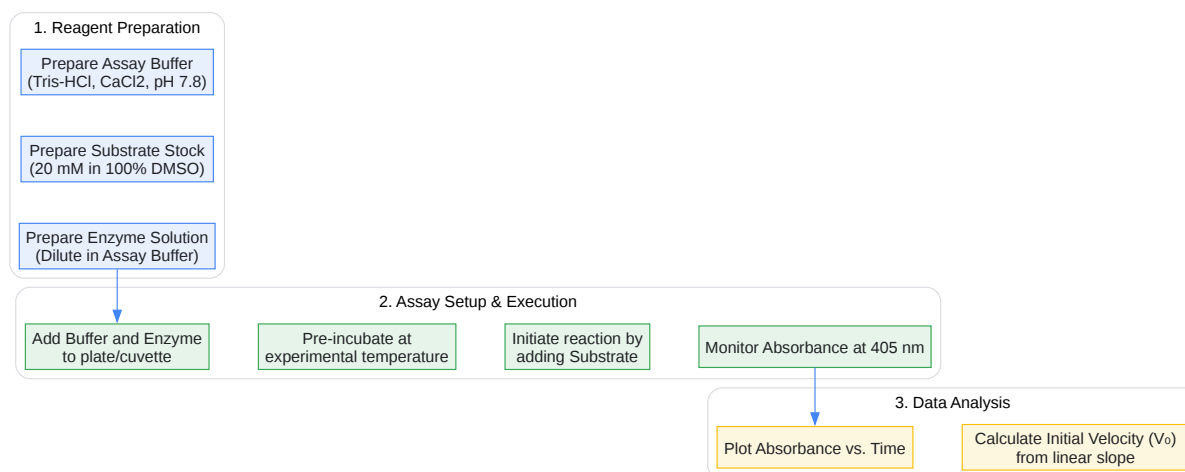 1. Reagent Preparation
Prepare Assay Buffer
(Tris-HCl, CaCl2, pH 7.8)
Prepare Substrate Stock
(20 mM in 100% DMSO)
Prepare Enzyme Solution
(Dilute in Assay Buffer)
2. Assay Setup & Execution
Add Buffer and Enzyme
to plate/cuvette
Pre-incubate at
experimental temperature
Initiate reaction by
adding Substrate
Monitor Absorbance at 405 nm
3. Data Analysis
Plot Absorbance vs. Time
Calculate Initial Velocity (V₀)
from linear slope